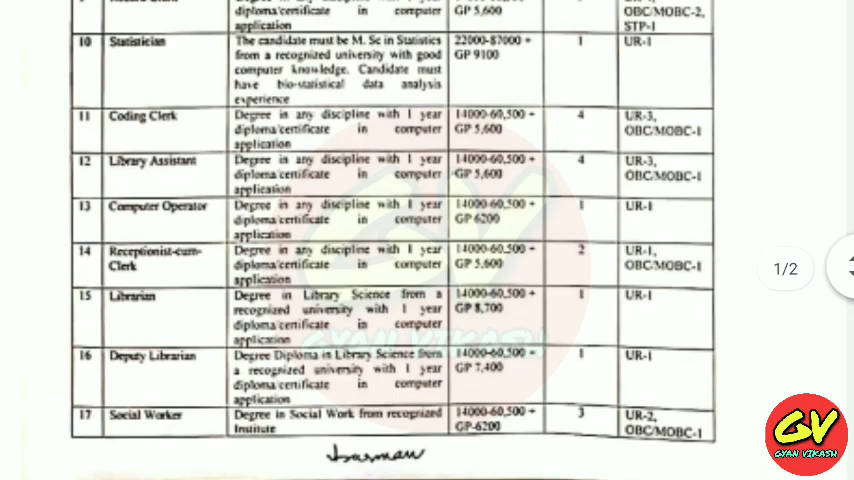 diploma/certificate in computer GP 5,600 OBC/MOBC-2,
application STP-1
10 Statistician The candidate must be M. Sc in Statistics 22000-87000 + 1 UR-1
from a recognized university with good GP 9100
computer knowledge. Candidate must
have bio-statistical data analysis
experience
11 Coding Clerk Degree in any discipline with 1 year 14000-60,500 + 4 UR-3,
diploma/certificate in computer GP 5,600 OBC/MOBC-1
application
12 Library Assistant Degree in any discipline with 1 year 14000-60,500 + 4 UR-3,
diploma/certificate in computer GP 5,600 OBC/MOBC-1
application
13 Computer Operator Degree in any discipline with 1 year 14000-60,500 + 1 UR-1
diploma/certificate in computer GP 6200
application
14 Receptionist-cum- Degree in any discipline with 1 year 14000-60,500 + 2 UR-1,
Clerk diploma/certificate in computer GP 5,600 OBC/MOBC-1
application
1/2
15 Librarian Degree in Library Science from a 14000-60,500 + 1 UR-1
recognized university with 1 year GP 8,700
diploma/certificate in computer
application
GYAN VIKASH
16 Deputy Librarian Degree Diploma in Library Science from 14000-60,500 + 1 UR-1
a recognized university with 1 year GP 7,400
diploma/certificate in computer
application
17 Social Worker Degree in Social Work from recognized 14000-60,500 + 3 UR-2,
Institute GP-6200 OBC/MOBC-1
GV
GYAN VIKASH